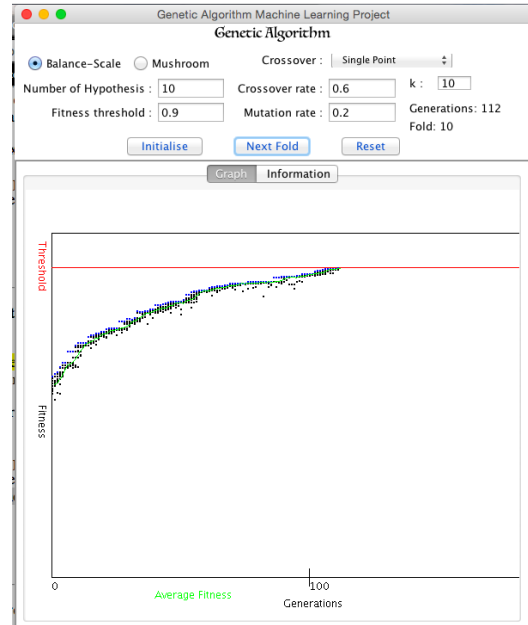 Genetic Algorithm Machine Learning Project
Genetic Algorithm
Balance-Scale Mushroom Crossover : Single Point
Number of Hypothesis : 10 Crossover rate : 0.6 k : 10
Fitness threshold : 0.9 Mutation rate : 0.2 Generations: 112
Fold: 10
Initialise Next Fold Reset
Graph Information
Threshold
Fitness
0 100
Average Fitness
Generations